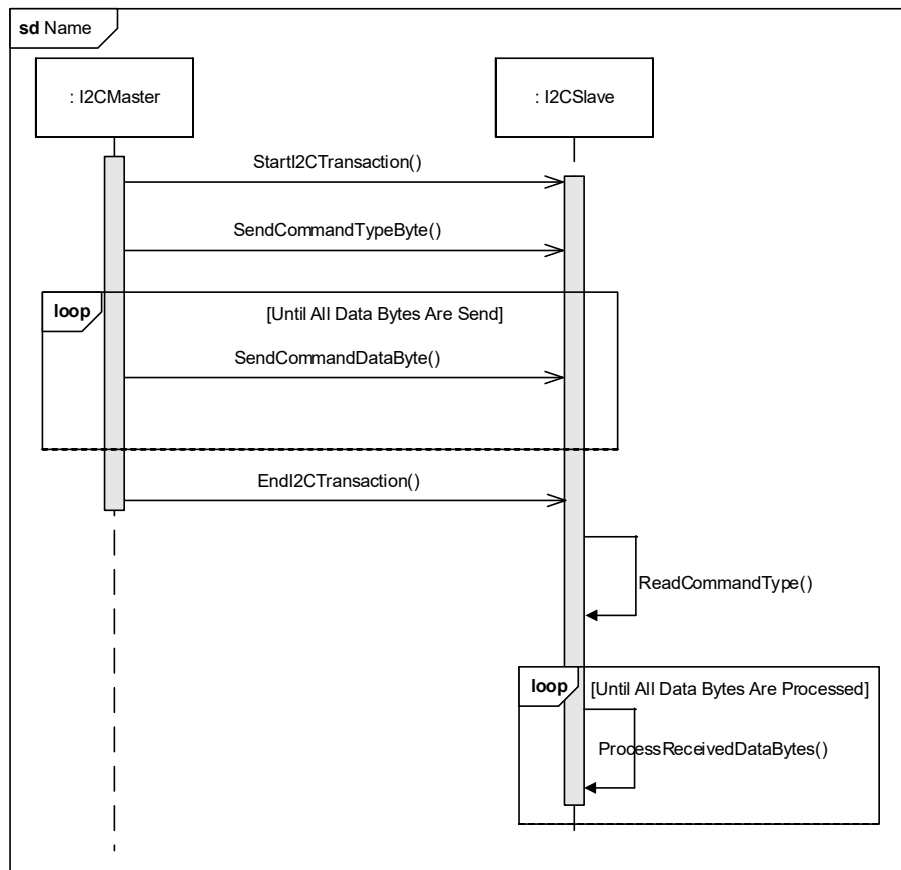 sd Name
: I2CMaster
: I2CSlave
StartI2CTransaction()
SendCommandTypeByte()
loop
[Until All Data Bytes Are Send]
SendCommandDataByte()
EndI2CTransaction()
ReadCommandType()
loop
[Until All Data Bytes Are Processed]
ProcessReceivedDataBytes()